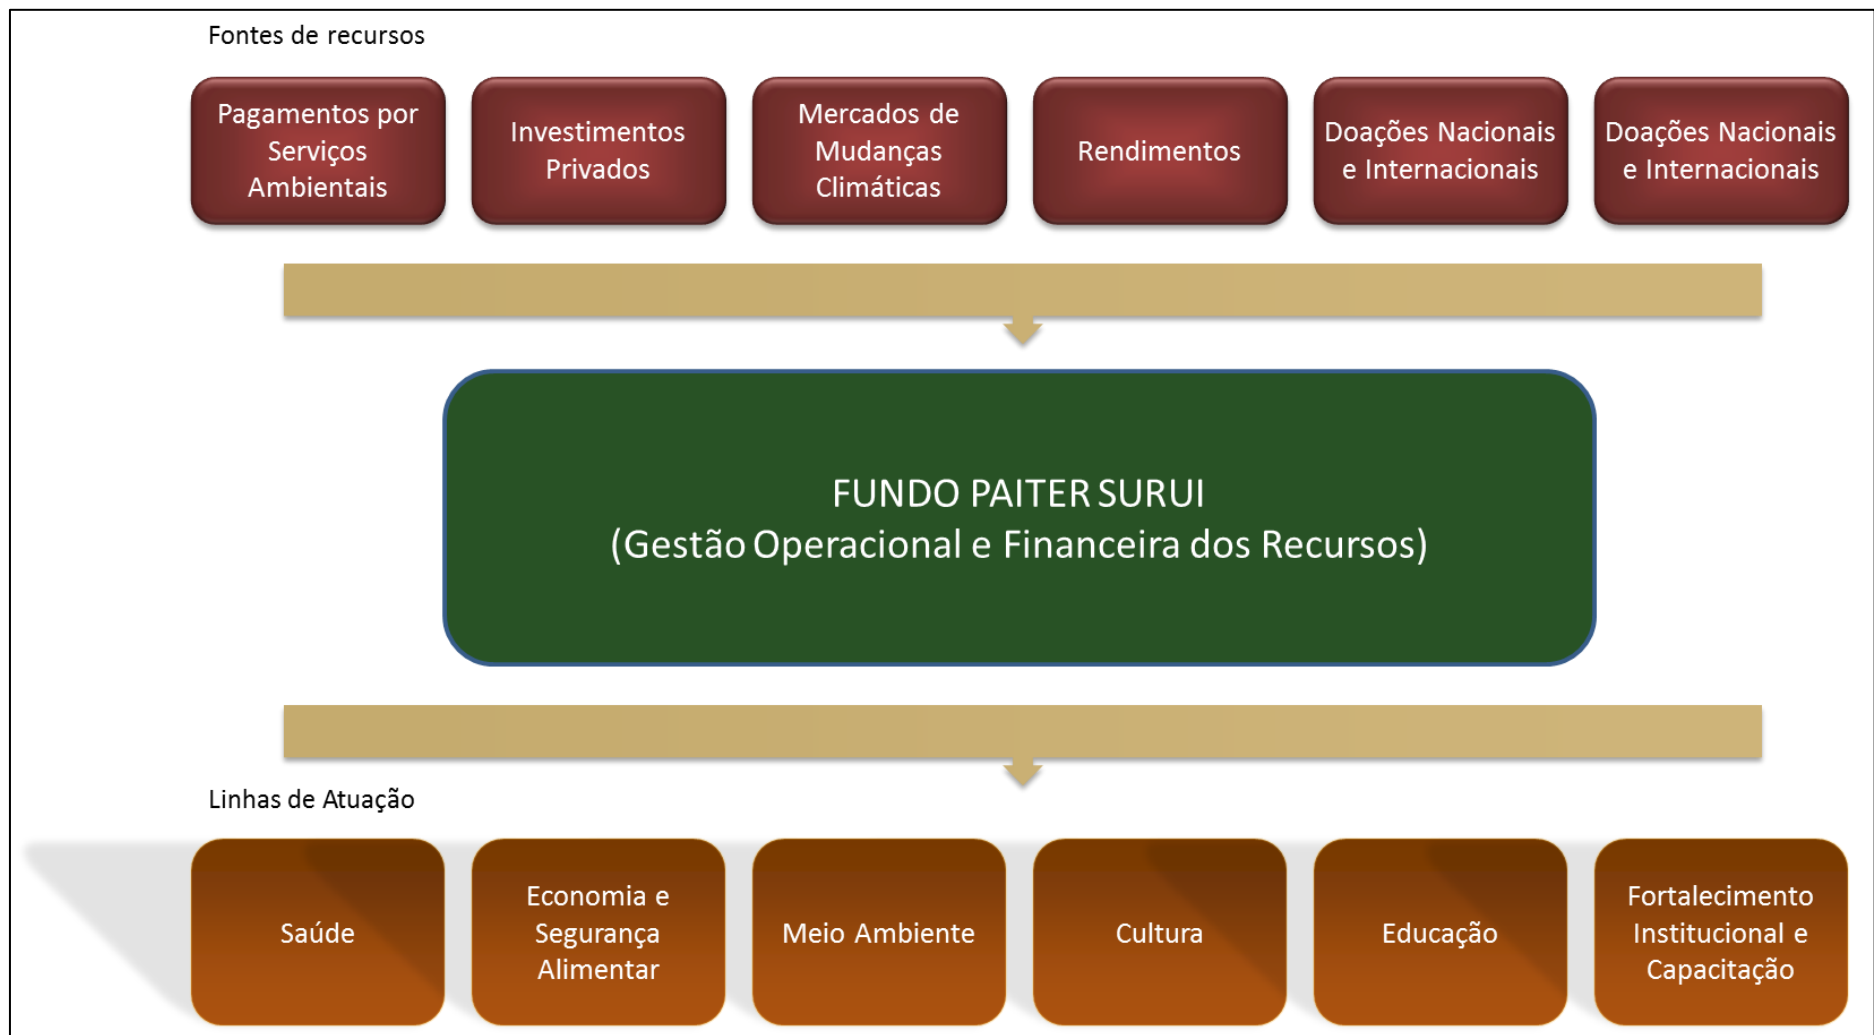 Fontes de recursos
Pagamentos por
Serviços
Ambientais
Investimentos
Privados
Mercados de
Mudanças
Climáticas
Rendimentos
Doações Nacionais
e Internacionais
Doações Nacionais
e Internacionais
FUNDO PAITER SURUI
(Gestão Operacional e Financeira dos Recursos)
Linhas de Atuação
Saúde
Economia e
Segurança
Alimentar
Meio Ambiente
Cultura
Educação
Fortalecimento
Institucional e
Capacitação